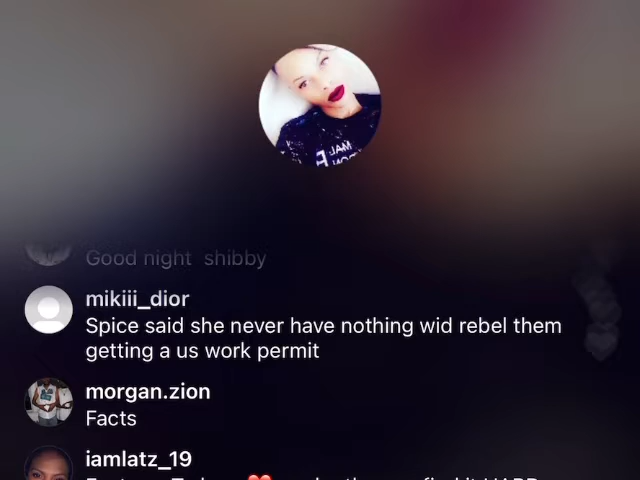 Good night shibby
mikiii_dior
Spice said she never have nothing wid rebel them
getting a us work permit
morgan.zion
Facts
iamlatz_19